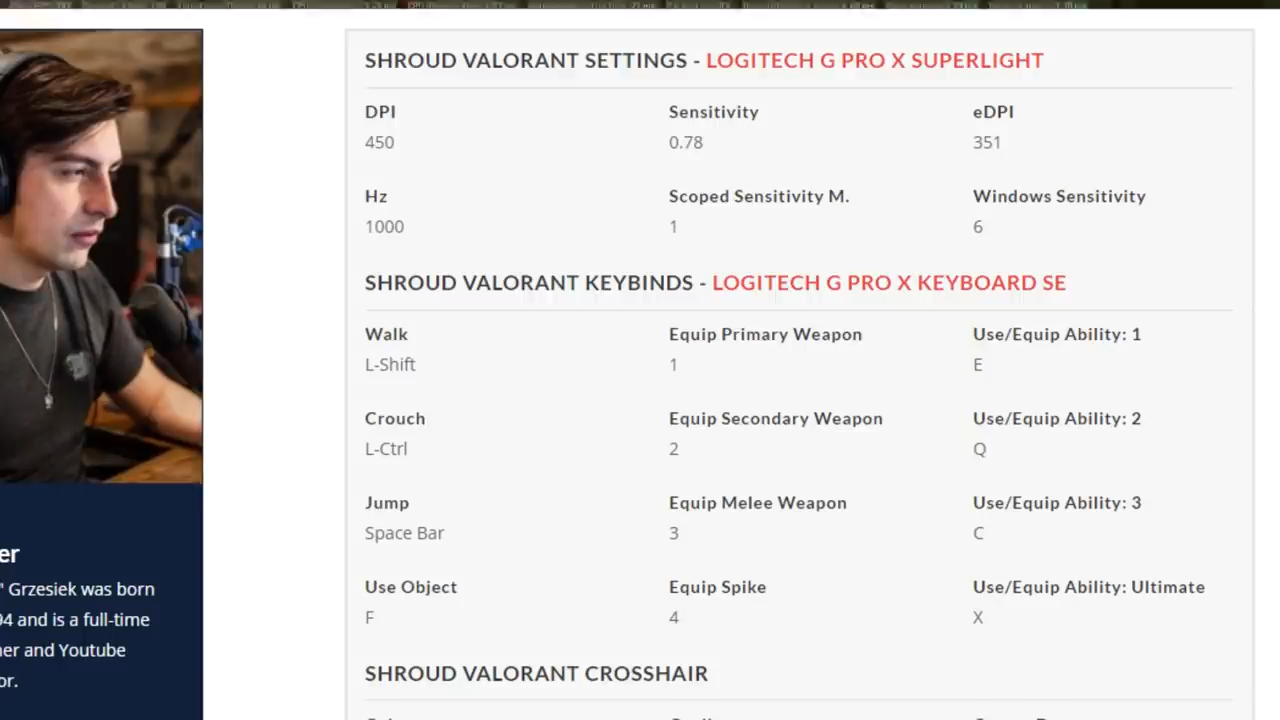 SHROUD VALORANT SETTINGS - LOGITECH G PRO X SUPERLIGHT
DPI Sensitivity eDPI
450 0.78 351
Hz Scoped Sensitivity M. Windows Sensitivity
1000 1 6
SHROUD VALORANT KEYBINDS - LOGITECH G PRO X KEYBOARD SE
Walk Equip Primary Weapon Use/Equip Ability: 1
L-Shift 1 E
Crouch Equip Secondary Weapon Use/Equip Ability: 2
L-Ctrl 2 Q
Jump Equip Melee Weapon Use/Equip Ability: 3
Space Bar 3 C
Use Object Equip Spike Use/Equip Ability: Ultimate
F 4 X
SHROUD VALORANT CROSSHAIR
er
" Grzesiek was born
94 and is a full-time
ner and Youtube
or.